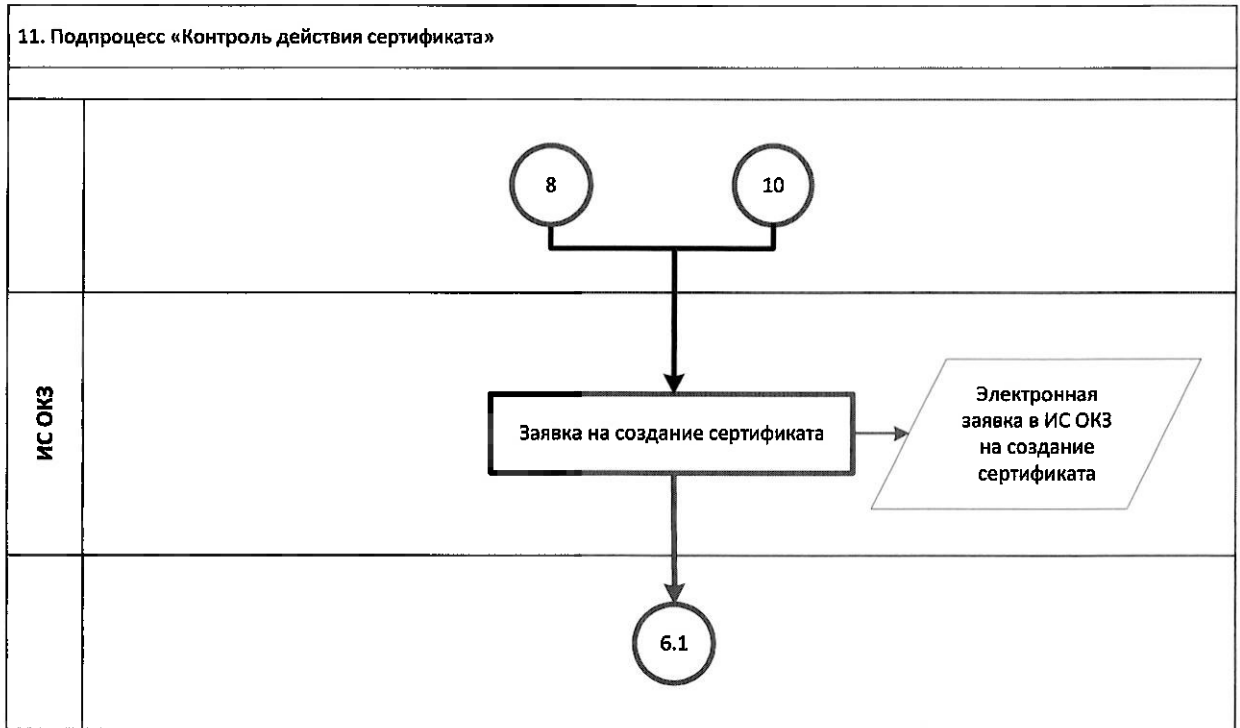 11. Подпроцесс «Контроль действия сертификата»
8
10
ИС ОКЗ
Заявка на создание сертификата
Электронная
заявка в ИС ОКЗ
на создание
сертификата
6.1